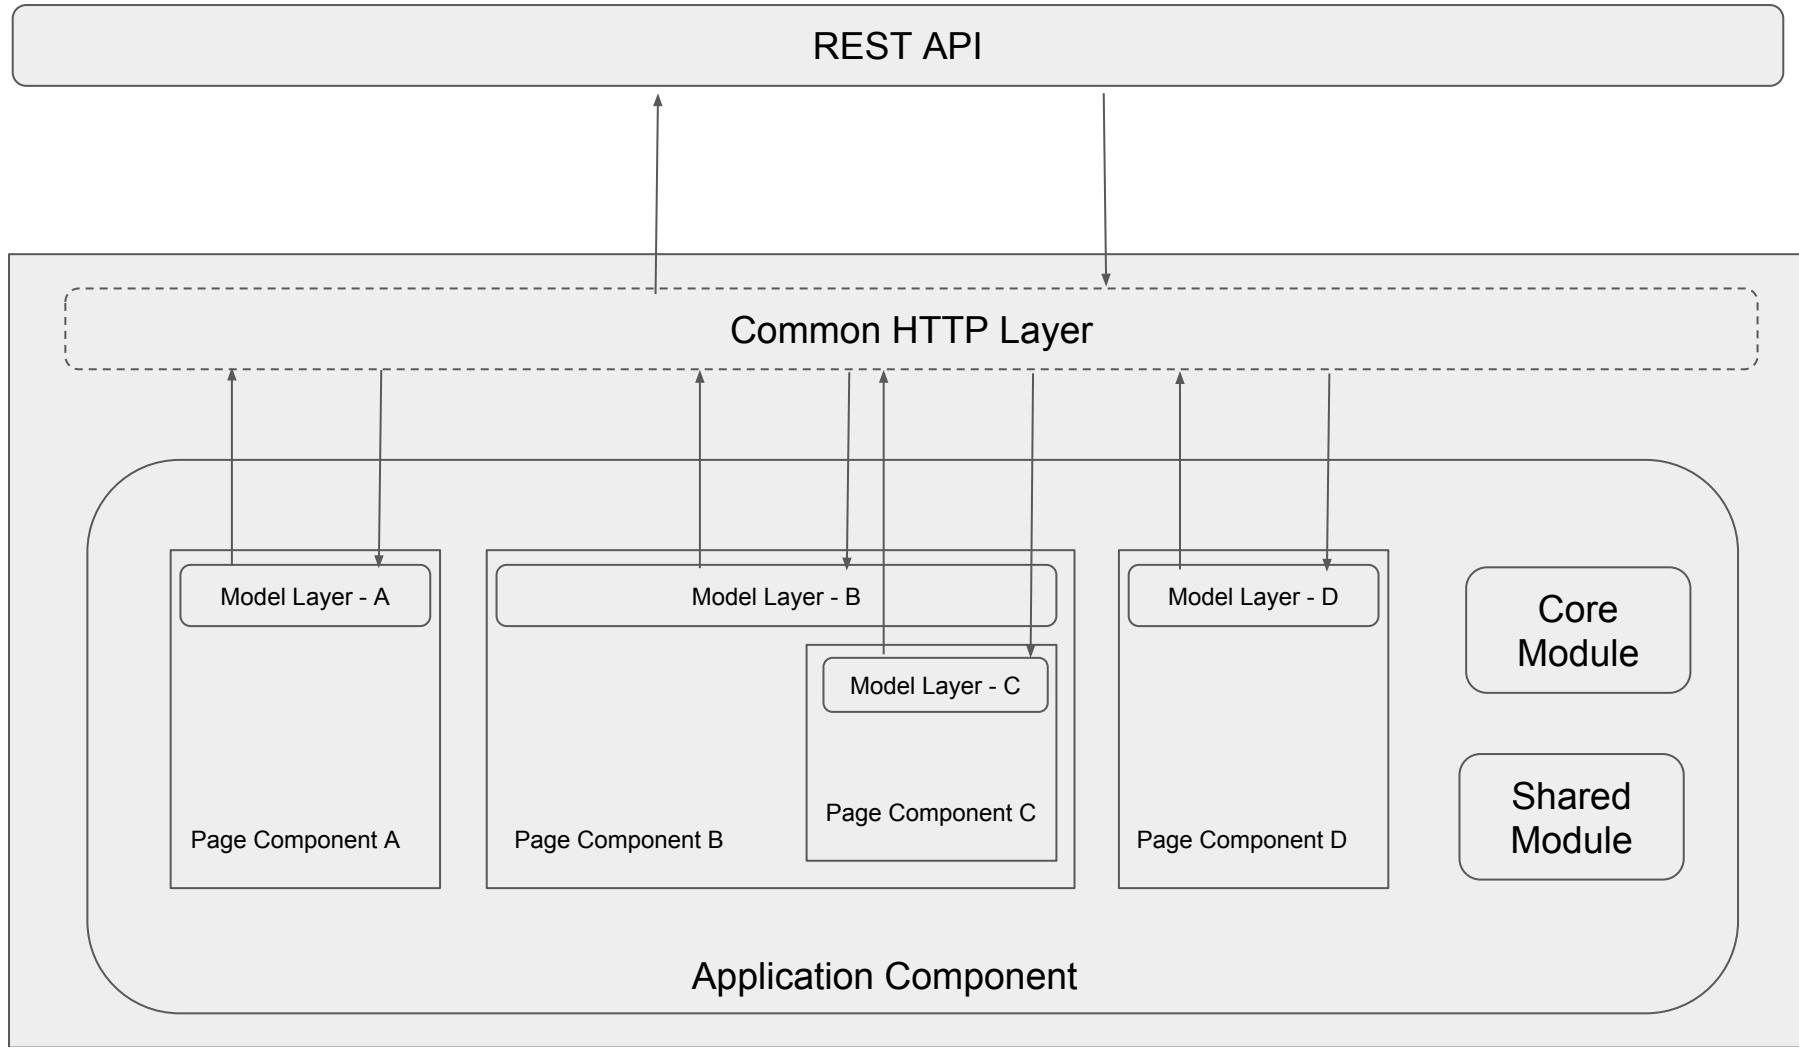 REST API
Common HTTP Layer
Model Layer - A
Model Layer - B
Model Layer - D
Core
Module
Model Layer - C
Shared
Module
Page Component A
Page Component B
Page Component C
Page Component D
Application Component